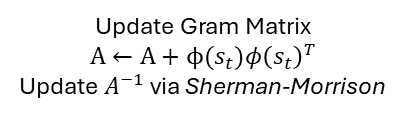 Update Gram Matrix
A ← A + ϕ(sₜ)ϕ(sₜ)ᵀ
Update A⁻¹ via Sherman-Morrison